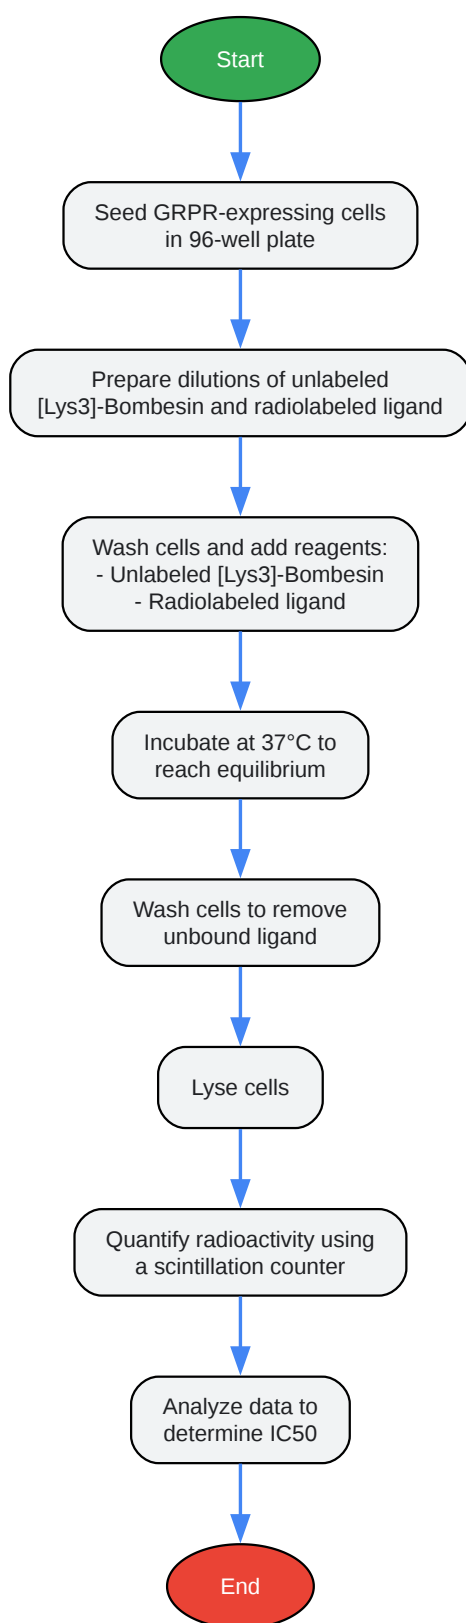 Start
Seed GRPR-expressing cells
in 96-well plate
Prepare dilutions of unlabeled
[Lys3]-Bombesin and radiolabeled ligand
Wash cells and add reagents:
- Unlabeled [Lys3]-Bombesin
- Radiolabeled ligand
Incubate at 37°C to
reach equilibrium
Wash cells to remove
unbound ligand
Lyse cells
Quantify radioactivity using
a scintillation counter
Analyze data to
determine IC50
End